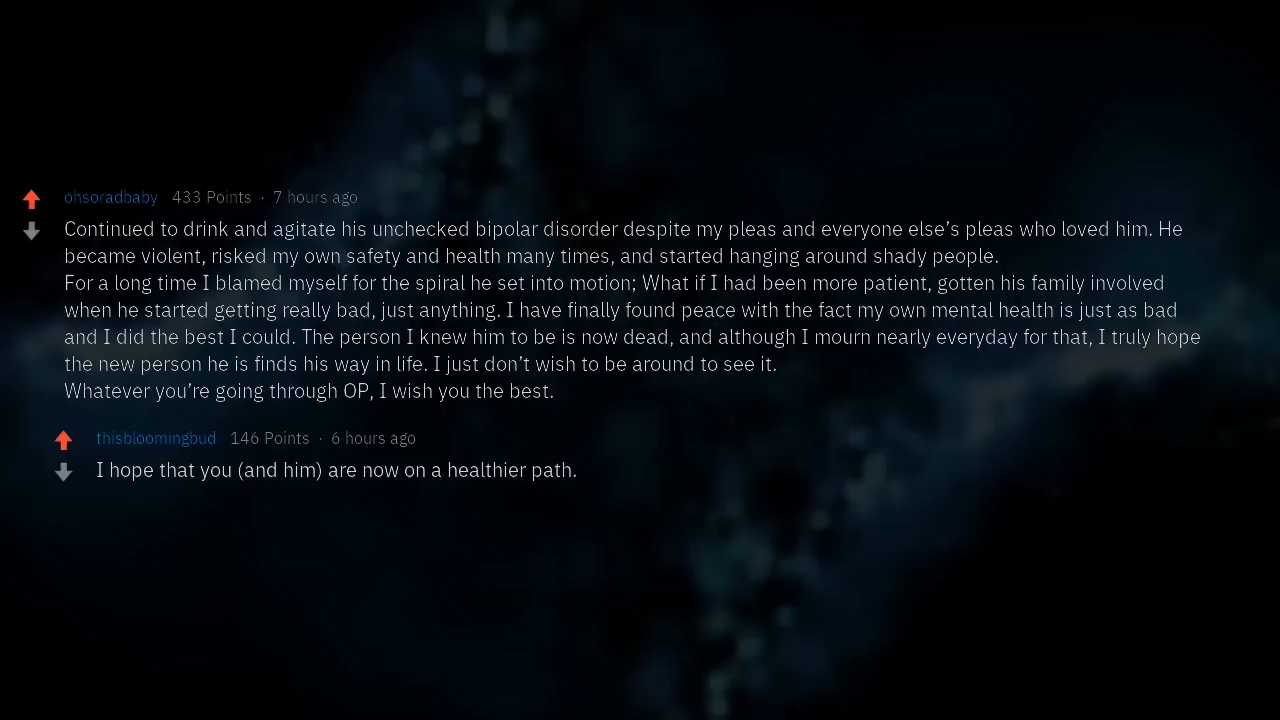 ohsoradbaby 433 Points · 7 hours ago
Continued to drink and agitate his unchecked bipolar disorder despite my pleas and everyone else’s pleas who loved him. He
became violent, risked my own safety and health many times, and started hanging around shady people.
For a long time I blamed myself for the spiral he set into motion; What if I had been more patient, gotten his family involved
when he started getting really bad, just anything. I have finally found peace with the fact my own mental health is just as bad
and I did the best I could. The person I knew him to be is now dead, and although I mourn nearly everyday for that, I truly hope
the new person he is finds his way in life. I just don’t wish to be around to see it.
Whatever you’re going through OP, I wish you the best.
thisbloomingbud 146 Points · 6 hours ago
I hope that you (and him) are now on a healthier path.